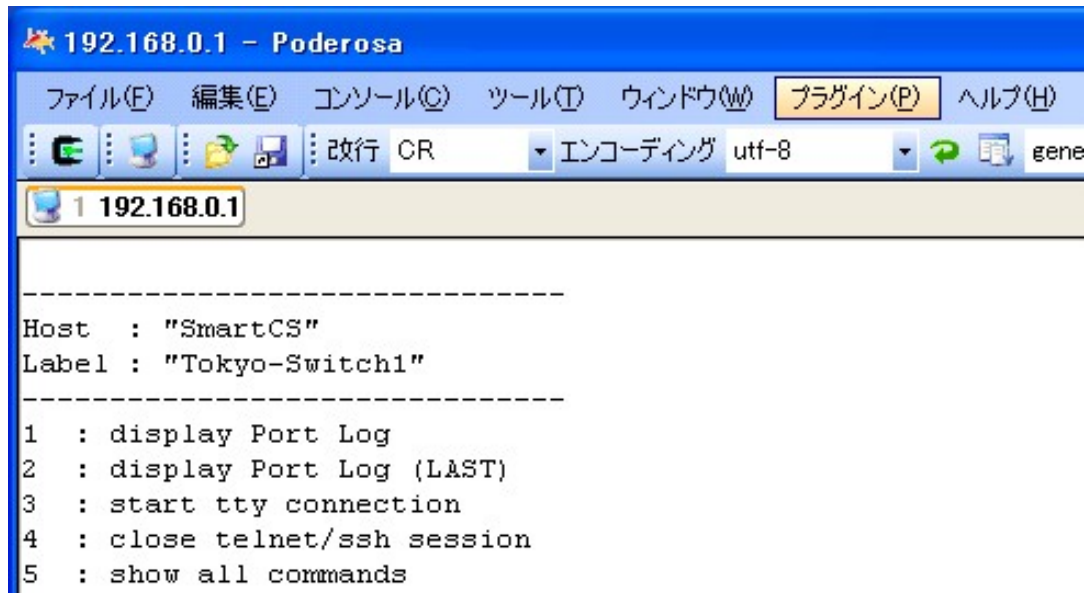 192.168.0.1 - Poderosa
ファイル(F) 編集(E) コンソール(C) ツール(T) ウィンドウ(W) プラグイン(P) ヘルプ(H)
改行 CR エンコーディング utf-8 gene
1 192.168.0.1
-------------------------------
Host : "SmartCS"
Label : "Tokyo-Switch1"
-------------------------------
1 : display Port Log
2 : display Port Log (LAST)
3 : start tty connection
4 : close telnet/ssh session
5 : show all commands